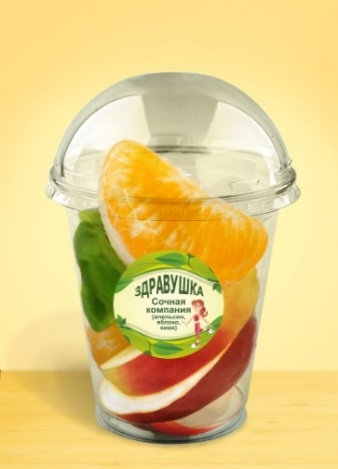 ЗДРАВУШКА
Сочная
компания
(апельсин,
яблоко,
киви)